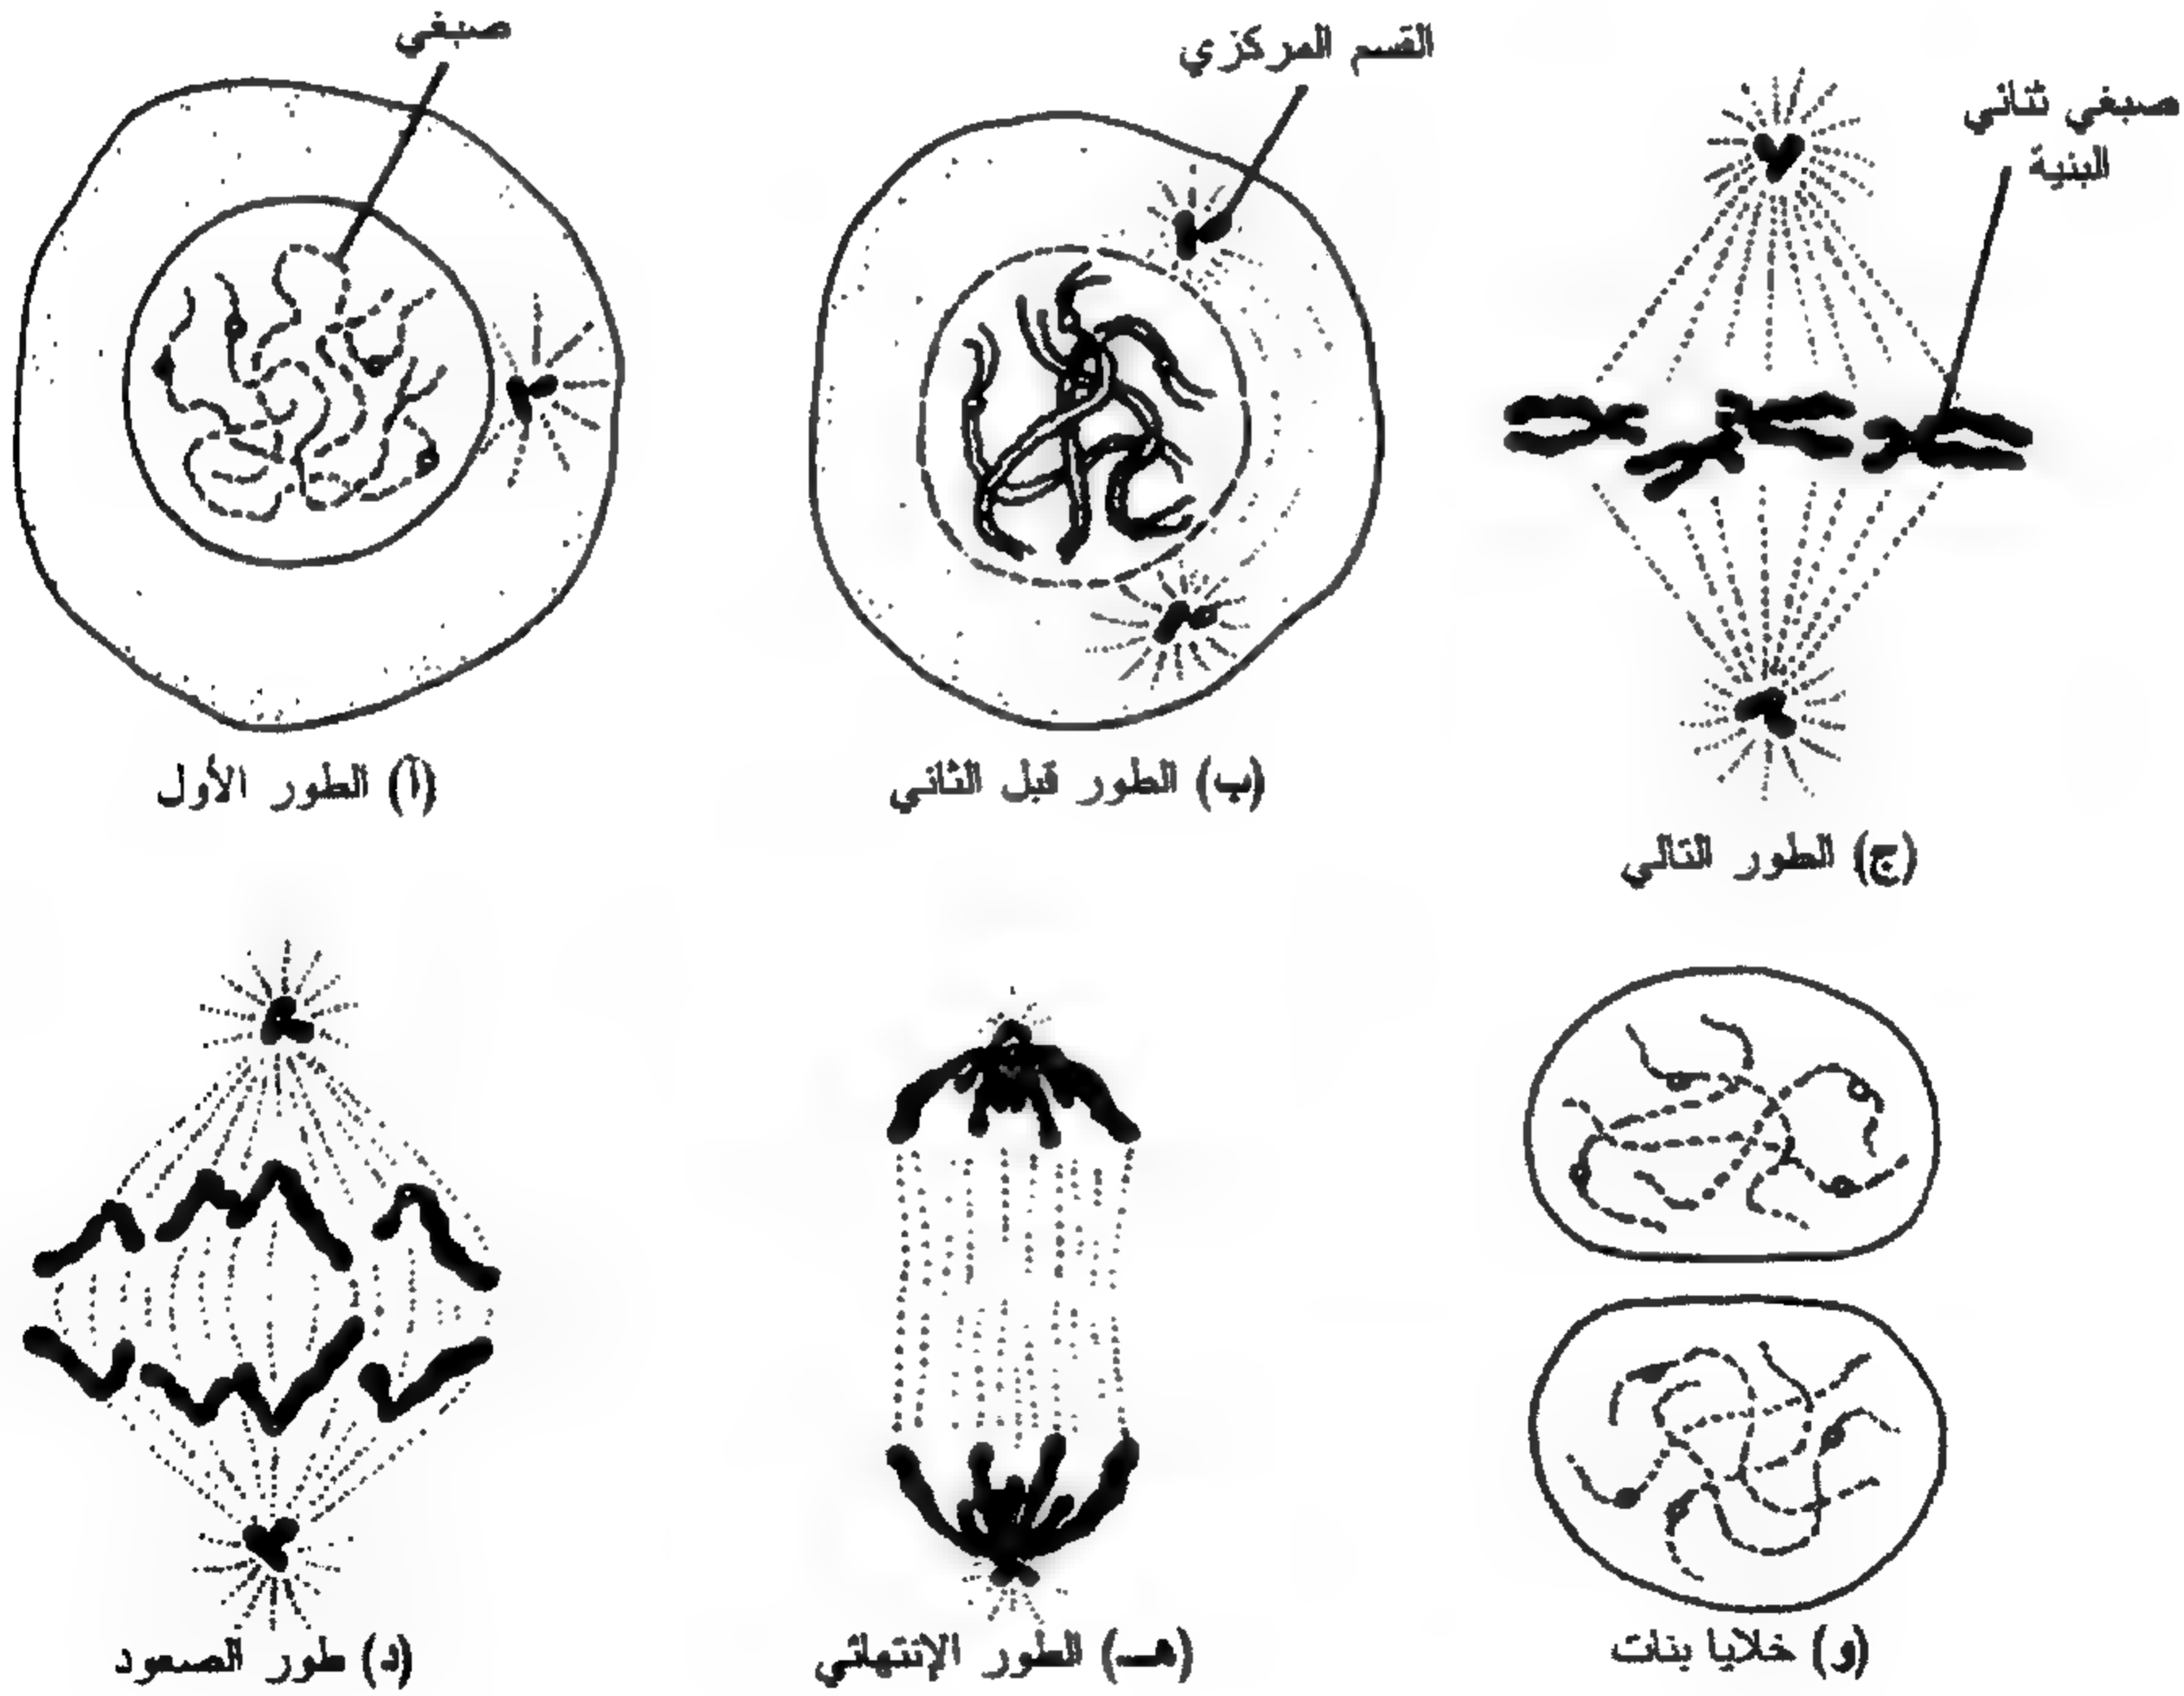 صبغي
القسم المركزي
صبغي ثنائي
البنية
(أ) الطور الأول
(ب) الطور قبل الثاني
(ج) الطور التالي
(د) طور الصعود
(هـ) الطور الإنتهائي
(و) خلايا بنات